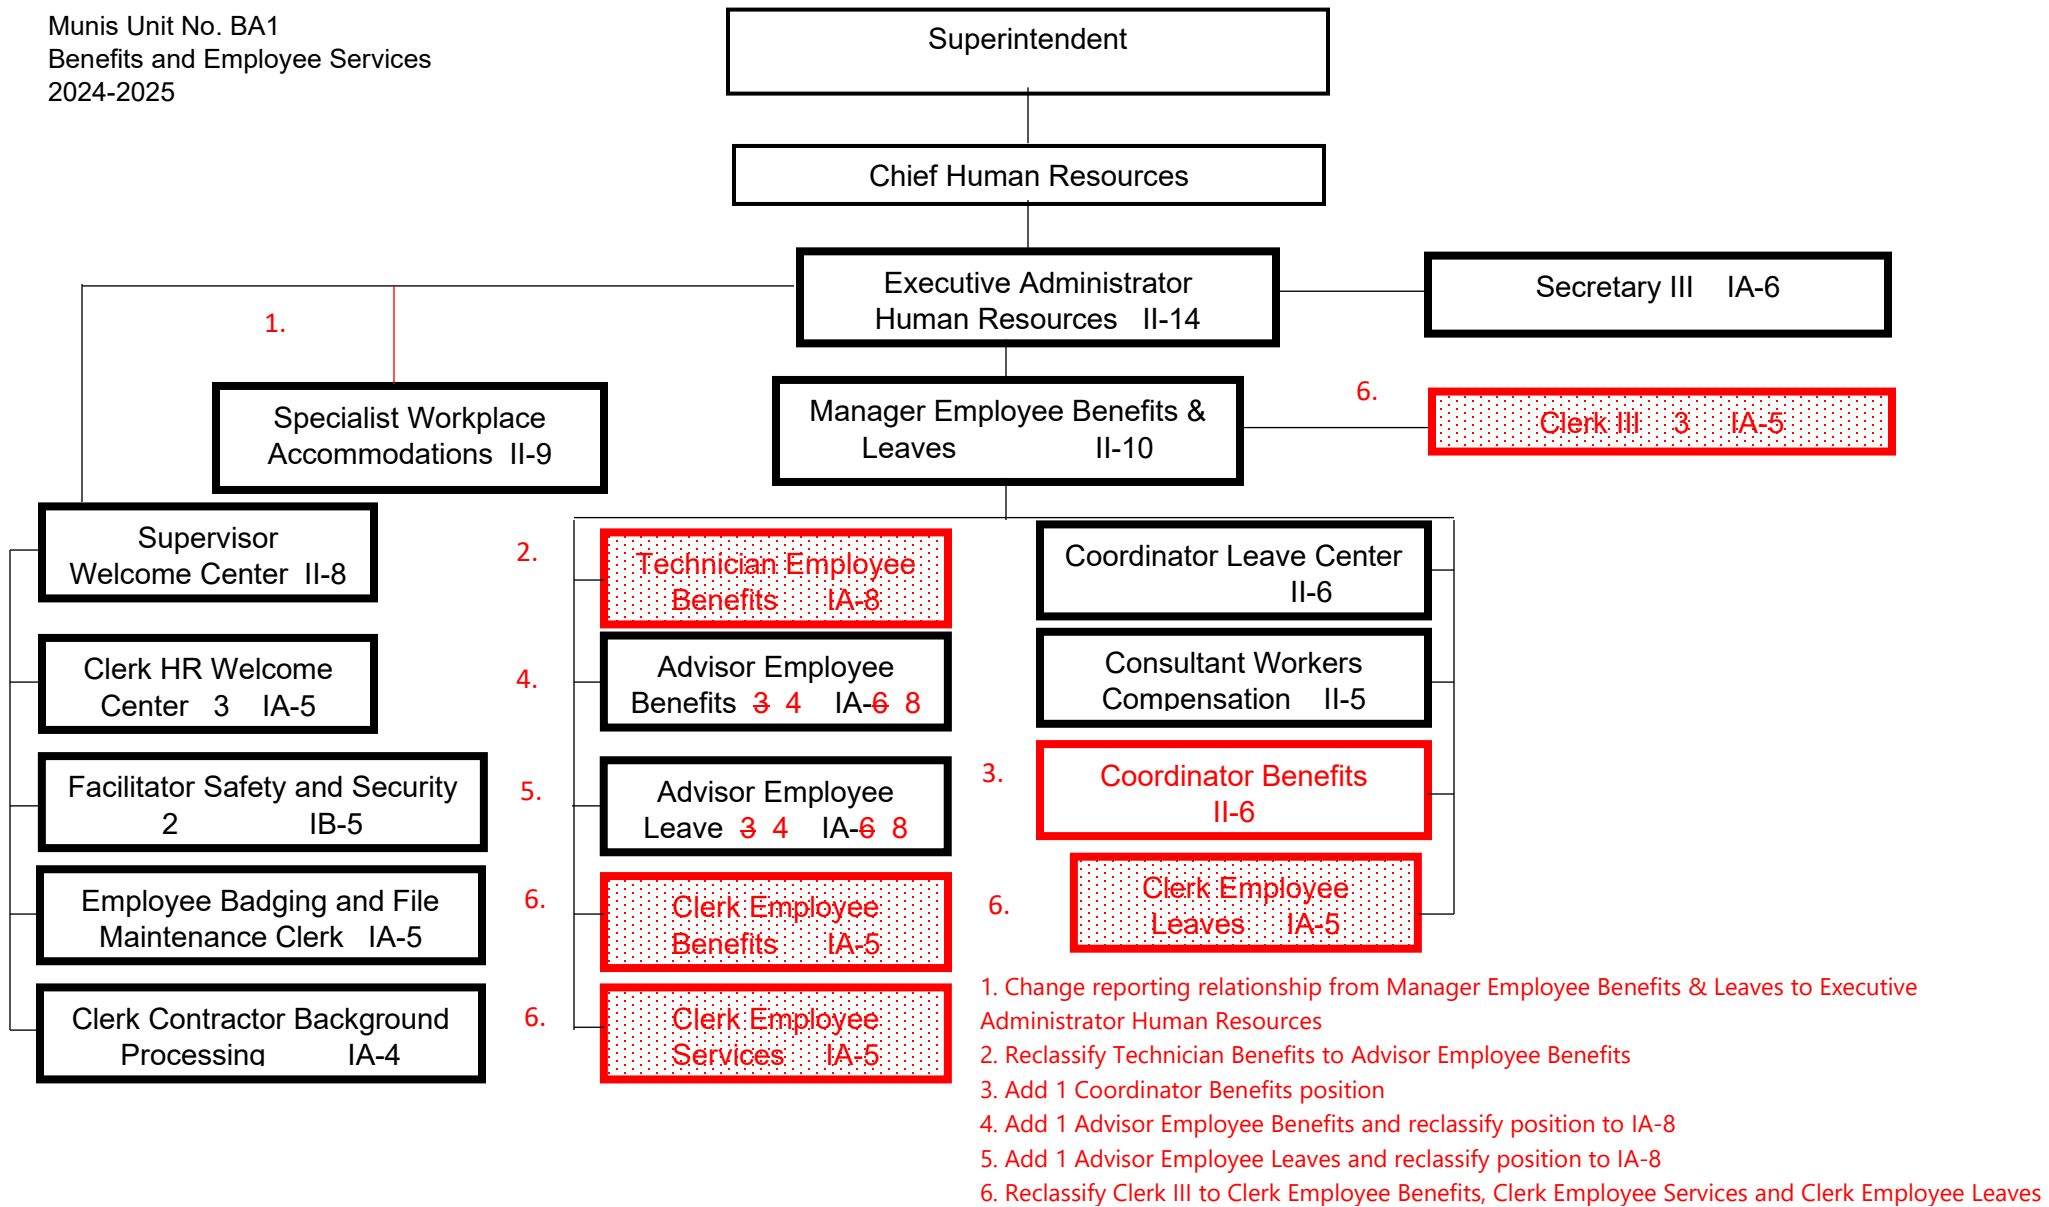 Munis Unit No. BA1
Benefits and Employee Services
2024-2025
Superintendent
Chief Human Resources
Executive Administrator
Human Resources II-14
Secretary III IA-6
1.
Specialist Workplace
Accommodations II-9
Manager Employee Benefits &
Leaves II-10
6.
Clerk III 3 IA-5
Supervisor
Welcome Center II-8
Clerk HR Welcome
Center 3 IA-5
Facilitator Safety and Security
2 IB-5
Employee Badging and File
Maintenance Clerk IA-5
Clerk Contractor Background
Processing IA-4
2.
Technician Employee
Benefits IA-8
4.
Advisor Employee
Benefits 3 4 IA-6 8
5.
Advisor Employee
Leave 3 4 IA-6 8
6.
Clerk Employee
Benefits IA-5
6.
Clerk Employee
Services IA-5
Coordinator Leave Center
II-6
Consultant Workers
Compensation II-5
3.
Coordinator Benefits
II-6
6.
Clerk Employee
Leaves IA-5
1. Change reporting relationship from Manager Employee Benefits & Leaves to Executive
Administrator Human Resources
2. Reclassify Technician Benefits to Advisor Employee Benefits
3. Add 1 Coordinator Benefits position
4. Add 1 Advisor Employee Benefits and reclassify position to IA-8
5. Add 1 Advisor Employee Leaves and reclassify position to IA-8
6. Reclassify Clerk III to Clerk Employee Benefits, Clerk Employee Services and Clerk Employee Leaves